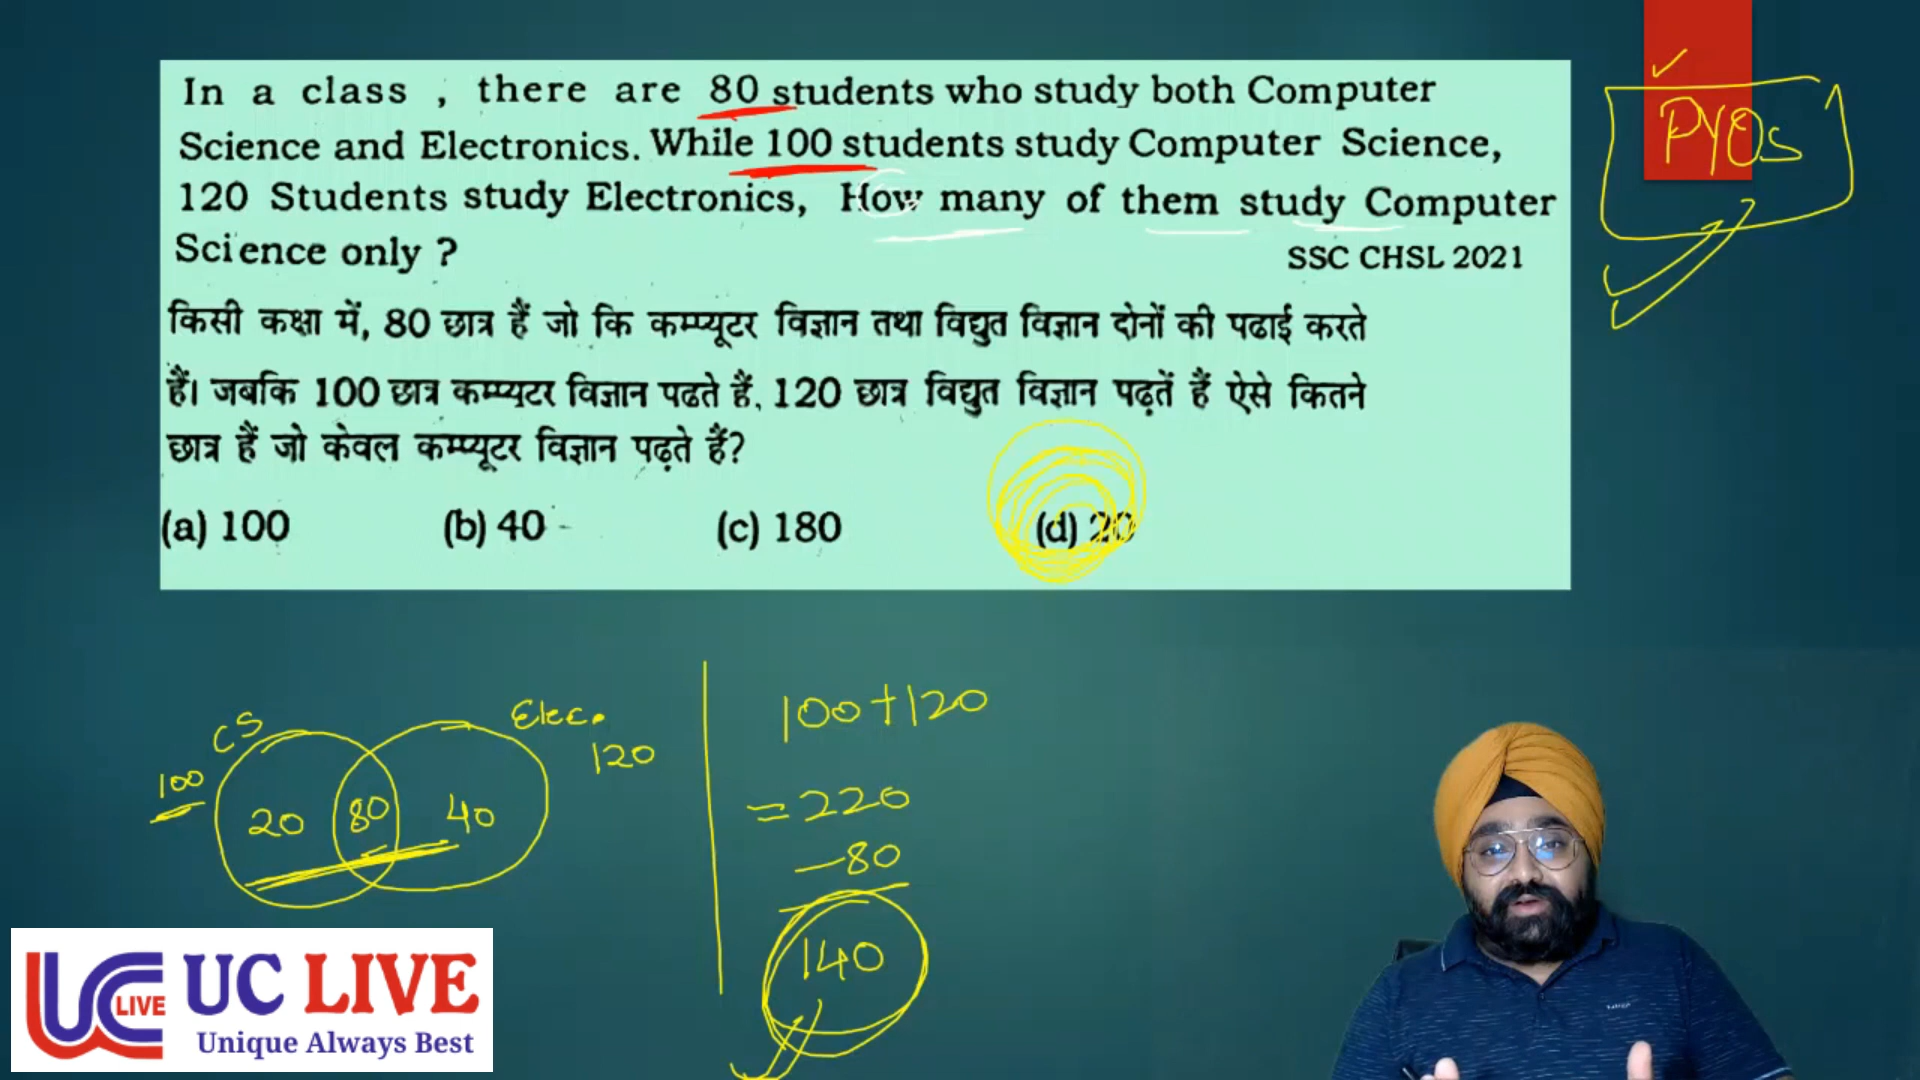 In a class , there are 80 students who study both Computer
Science and Electronics. While 100 students study Computer Science,
120 Students study Electronics, How many of them study Computer
Science only ?
SSC CHSL 2021
किसी कक्षा में, 80 छात्र हैं जो कि कम्प्यूटर विज्ञान तथा विद्युत विज्ञान दोनों की पढाई करते
हैं। जबकि 100 छात्र कम्प्यटर विज्ञान पढते हैं, 120 छात्र विद्युत विज्ञान पढ़तें हैं ऐसे कितने
छात्र हैं जो केवल कम्प्यूटर विज्ञान पढ़ते हैं?
(a) 100 (b) 40 (c) 180 (d) 20
PYQs
CS
Elec.
100
120
20 80 40
100+120
=220
-80
140
UC LIVE
LIVE
Unique Always Best